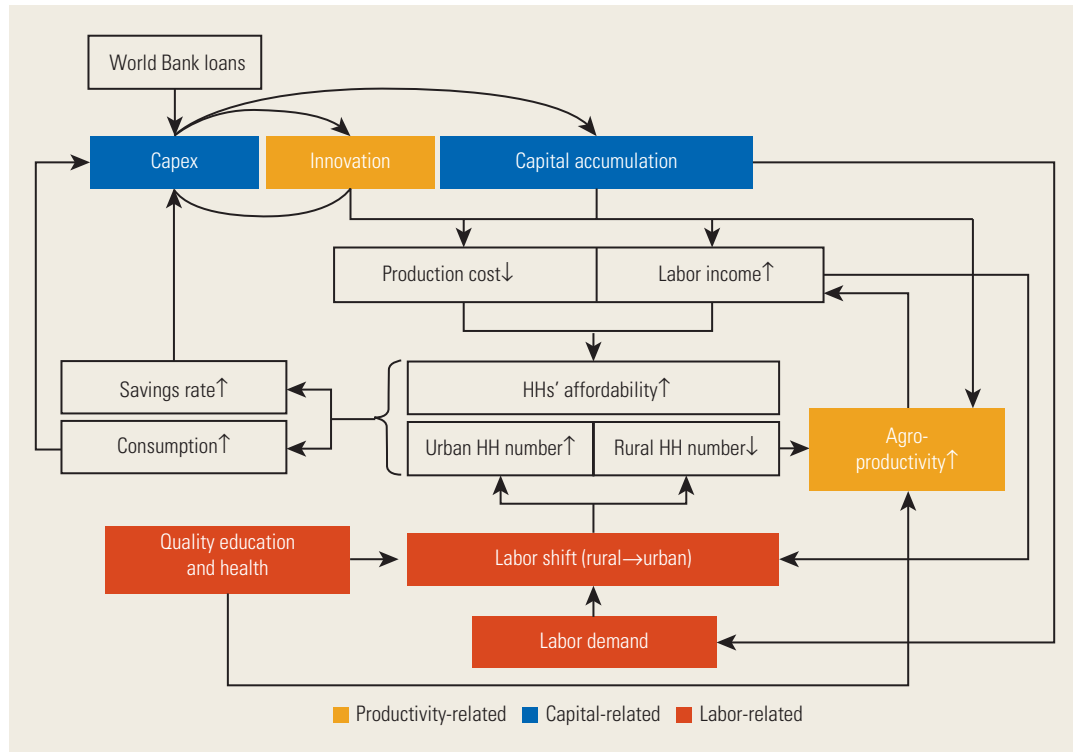 World Bank loans
Capex
Innovation
Capital accumulation
Production cost↓
Labor income↑
Savings rate↑
HHs’ affordability↑
Consumption↑
Urban HH number↑
Rural HH number↓
Agro-
productivity↑
Quality education
and health
Labor shift (rural→urban)
Labor demand
Productivity-related
Capital-related
Labor-related